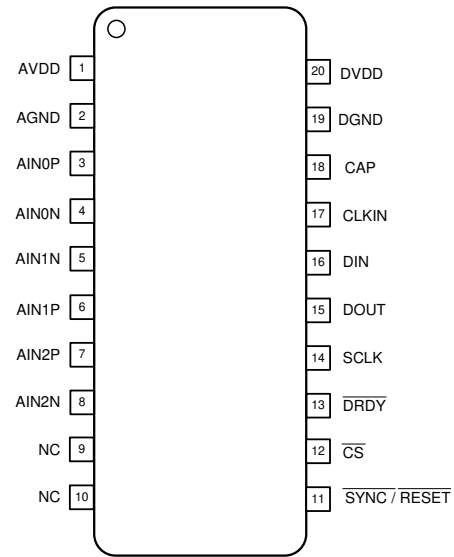 AVDD 1
AGND 2
AIN0P 3
AIN0N 4
AIN1N 5
AIN1P 6
AIN2P 7
AIN2N 8
NC 9
NC 10
20 DVDD
19 DGND
18 CAP
17 CLKIN
16 DIN
15 DOUT
14 SCLK
13 DRDY
12 CS
11 SYNC / RESET